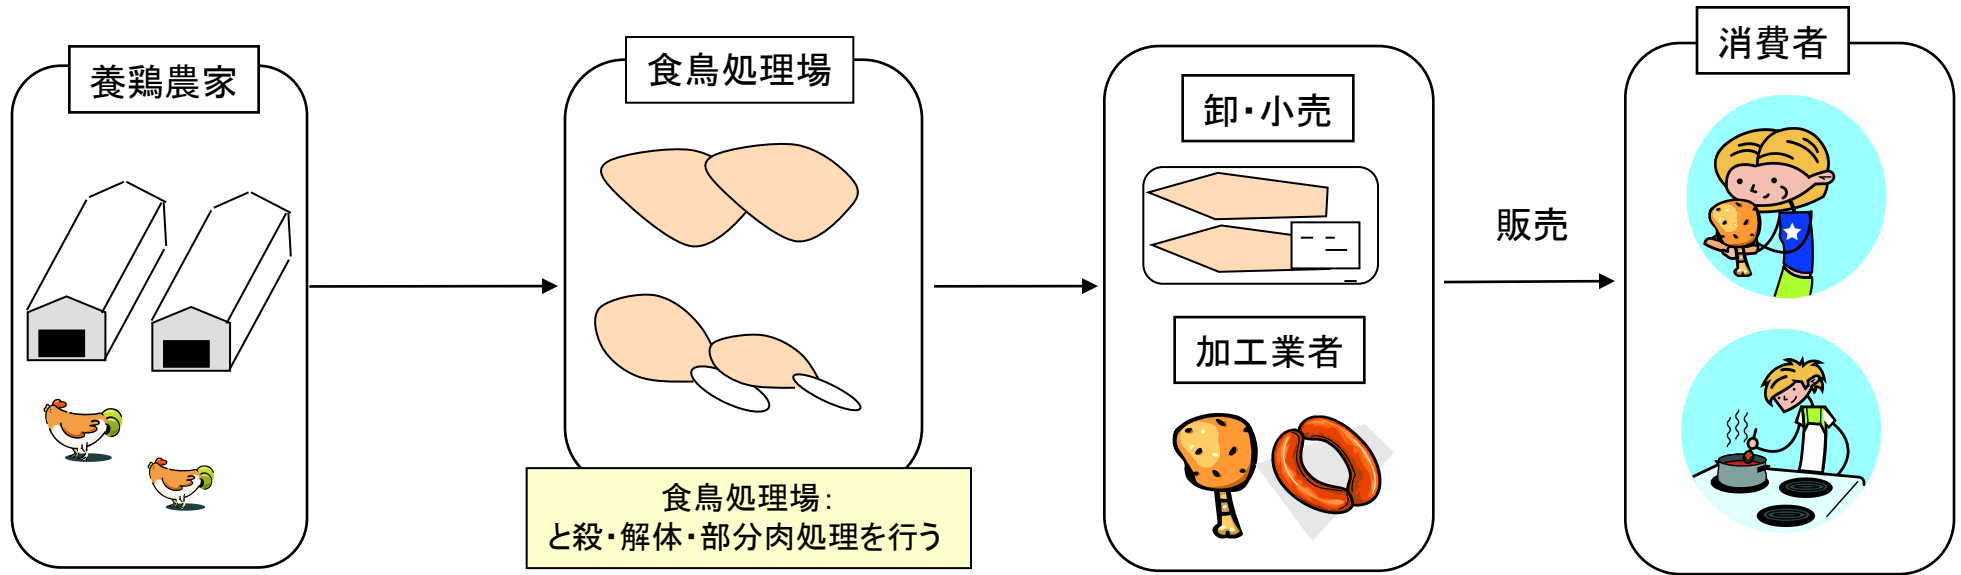 養鶏農家
食鳥処理場
食鳥処理場：
と殺・解体・部分肉処理を行う
卸・小売
加工業者
販売
消費者